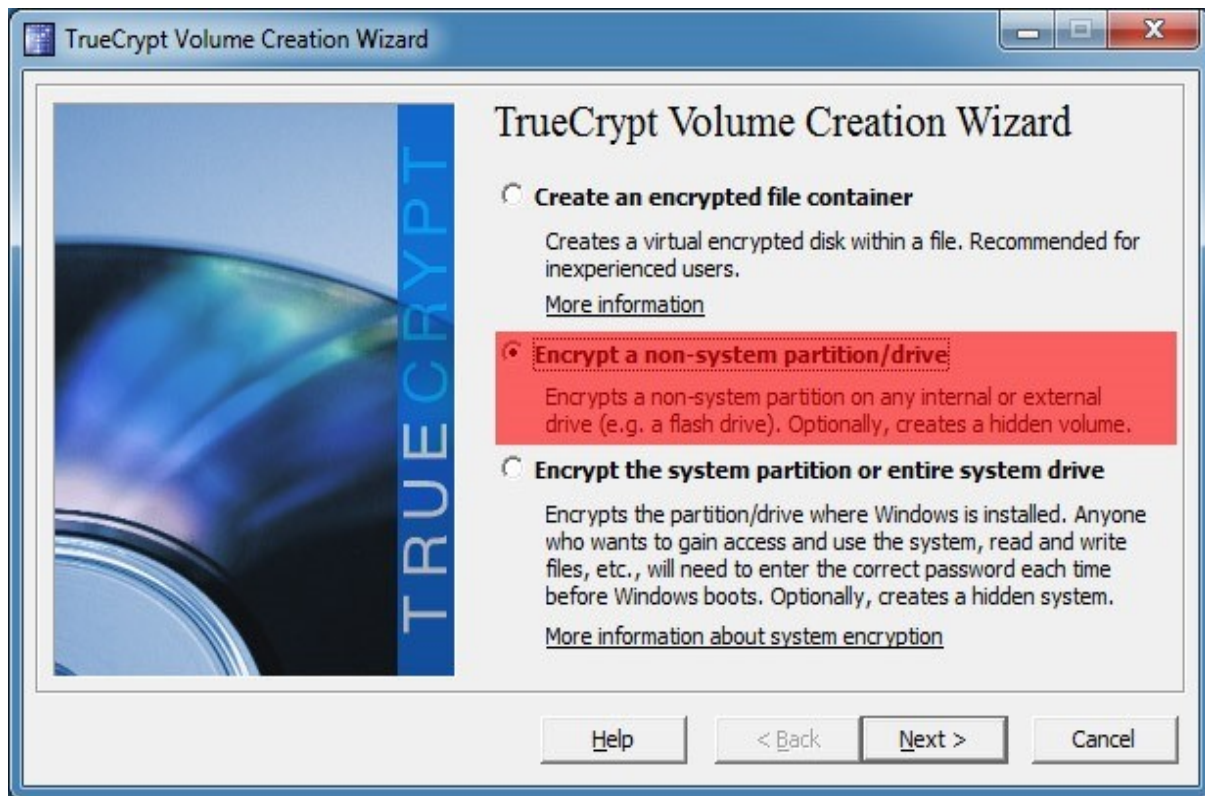 TrueCrypt Volume Creation Wizard
TrueCrypt Volume Creation Wizard
TRUECRYPT
Create an encrypted file container
Creates a virtual encrypted disk within a file. Recommended for
inexperienced users.
More information
Encrypt a non-system partition/drive
Encrypts a non-system partition on any internal or external
drive (e.g. a flash drive). Optionally, creates a hidden volume.
Encrypt the system partition or entire system drive
Encrypts the partition/drive where Windows is installed. Anyone
who wants to gain access and use the system, read and write
files, etc., will need to enter the correct password each time
before Windows boots. Optionally, creates a hidden system.
More information about system encryption
Help < Back Next > Cancel